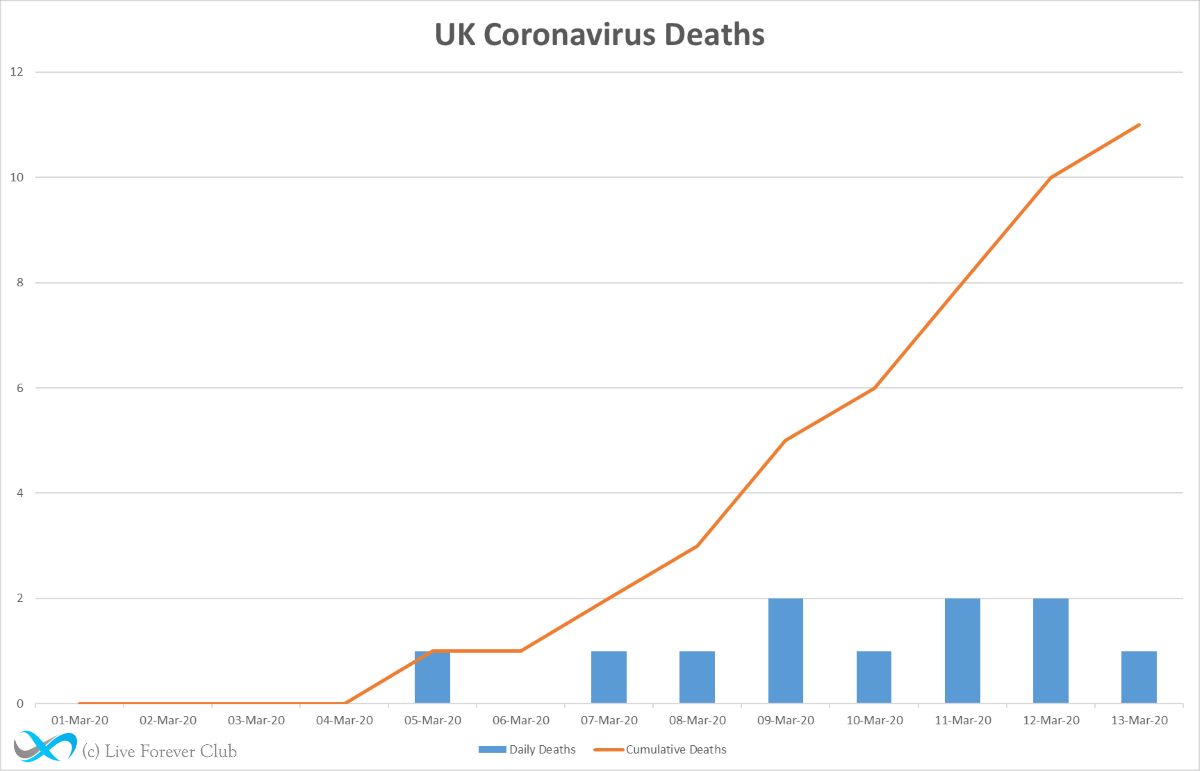 UK Coronavirus Deaths
12
10
8
6
4
2
0
01-Mar-20 02-Mar-20 03-Mar-20 04-Mar-20 05-Mar-20 06-Mar-20 07-Mar-20 08-Mar-20 09-Mar-20 10-Mar-20 11-Mar-20 12-Mar-20 13-Mar-20
(c) Live Forever Club
Daily Deaths Cumulative Deaths